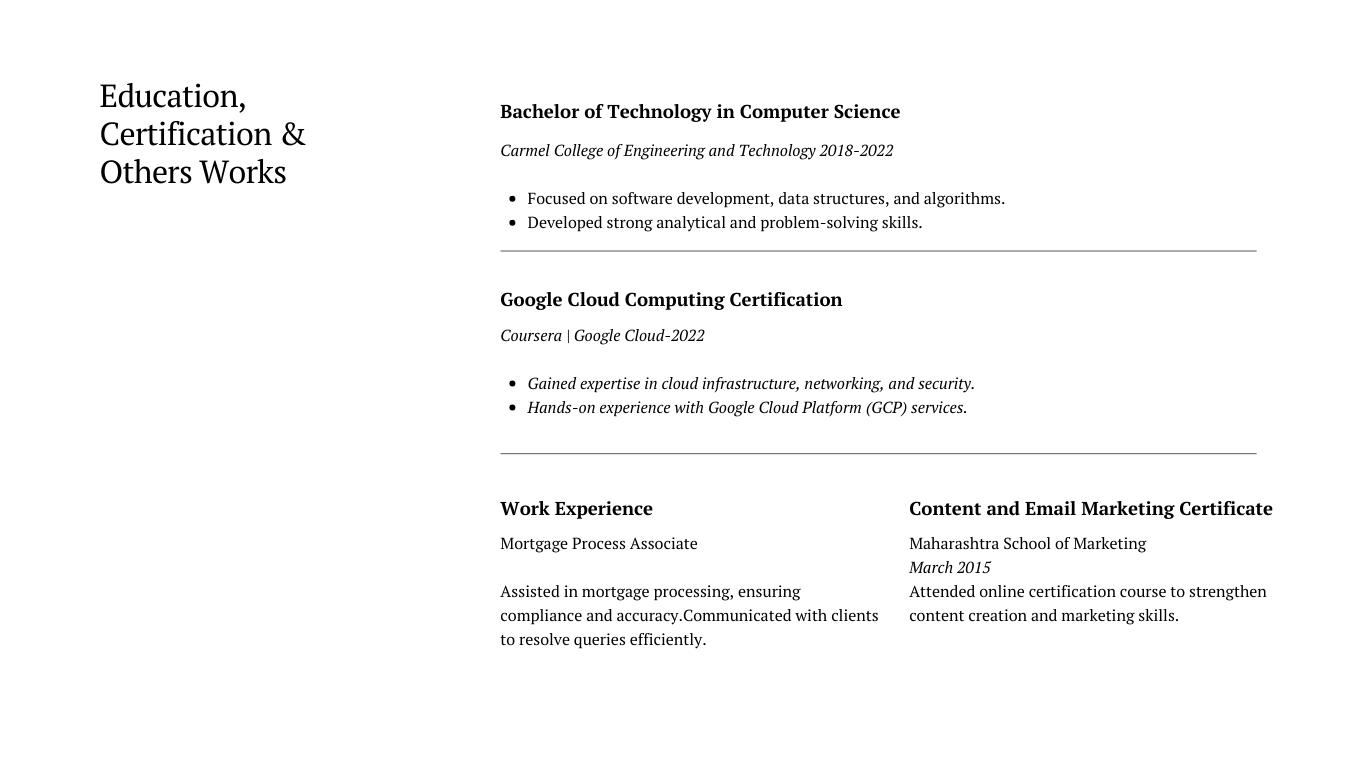 Education,
Certification &
Others Works
Bachelor of Technology in Computer Science
Carmel College of Engineering and Technology 2018-2022
• Focused on software development, data structures, and algorithms.
• Developed strong analytical and problem-solving skills.
Google Cloud Computing Certification
Coursera | Google Cloud-2022
• Gained expertise in cloud infrastructure, networking, and security.
• Hands-on experience with Google Cloud Platform (GCP) services.
Work Experience
Mortgage Process Associate
Assisted in mortgage processing, ensuring
compliance and accuracy.Communicated with clients
to resolve queries efficiently.
Content and Email Marketing Certificate
Maharashtra School of Marketing
March 2015
Attended online certification course to strengthen
content creation and marketing skills.